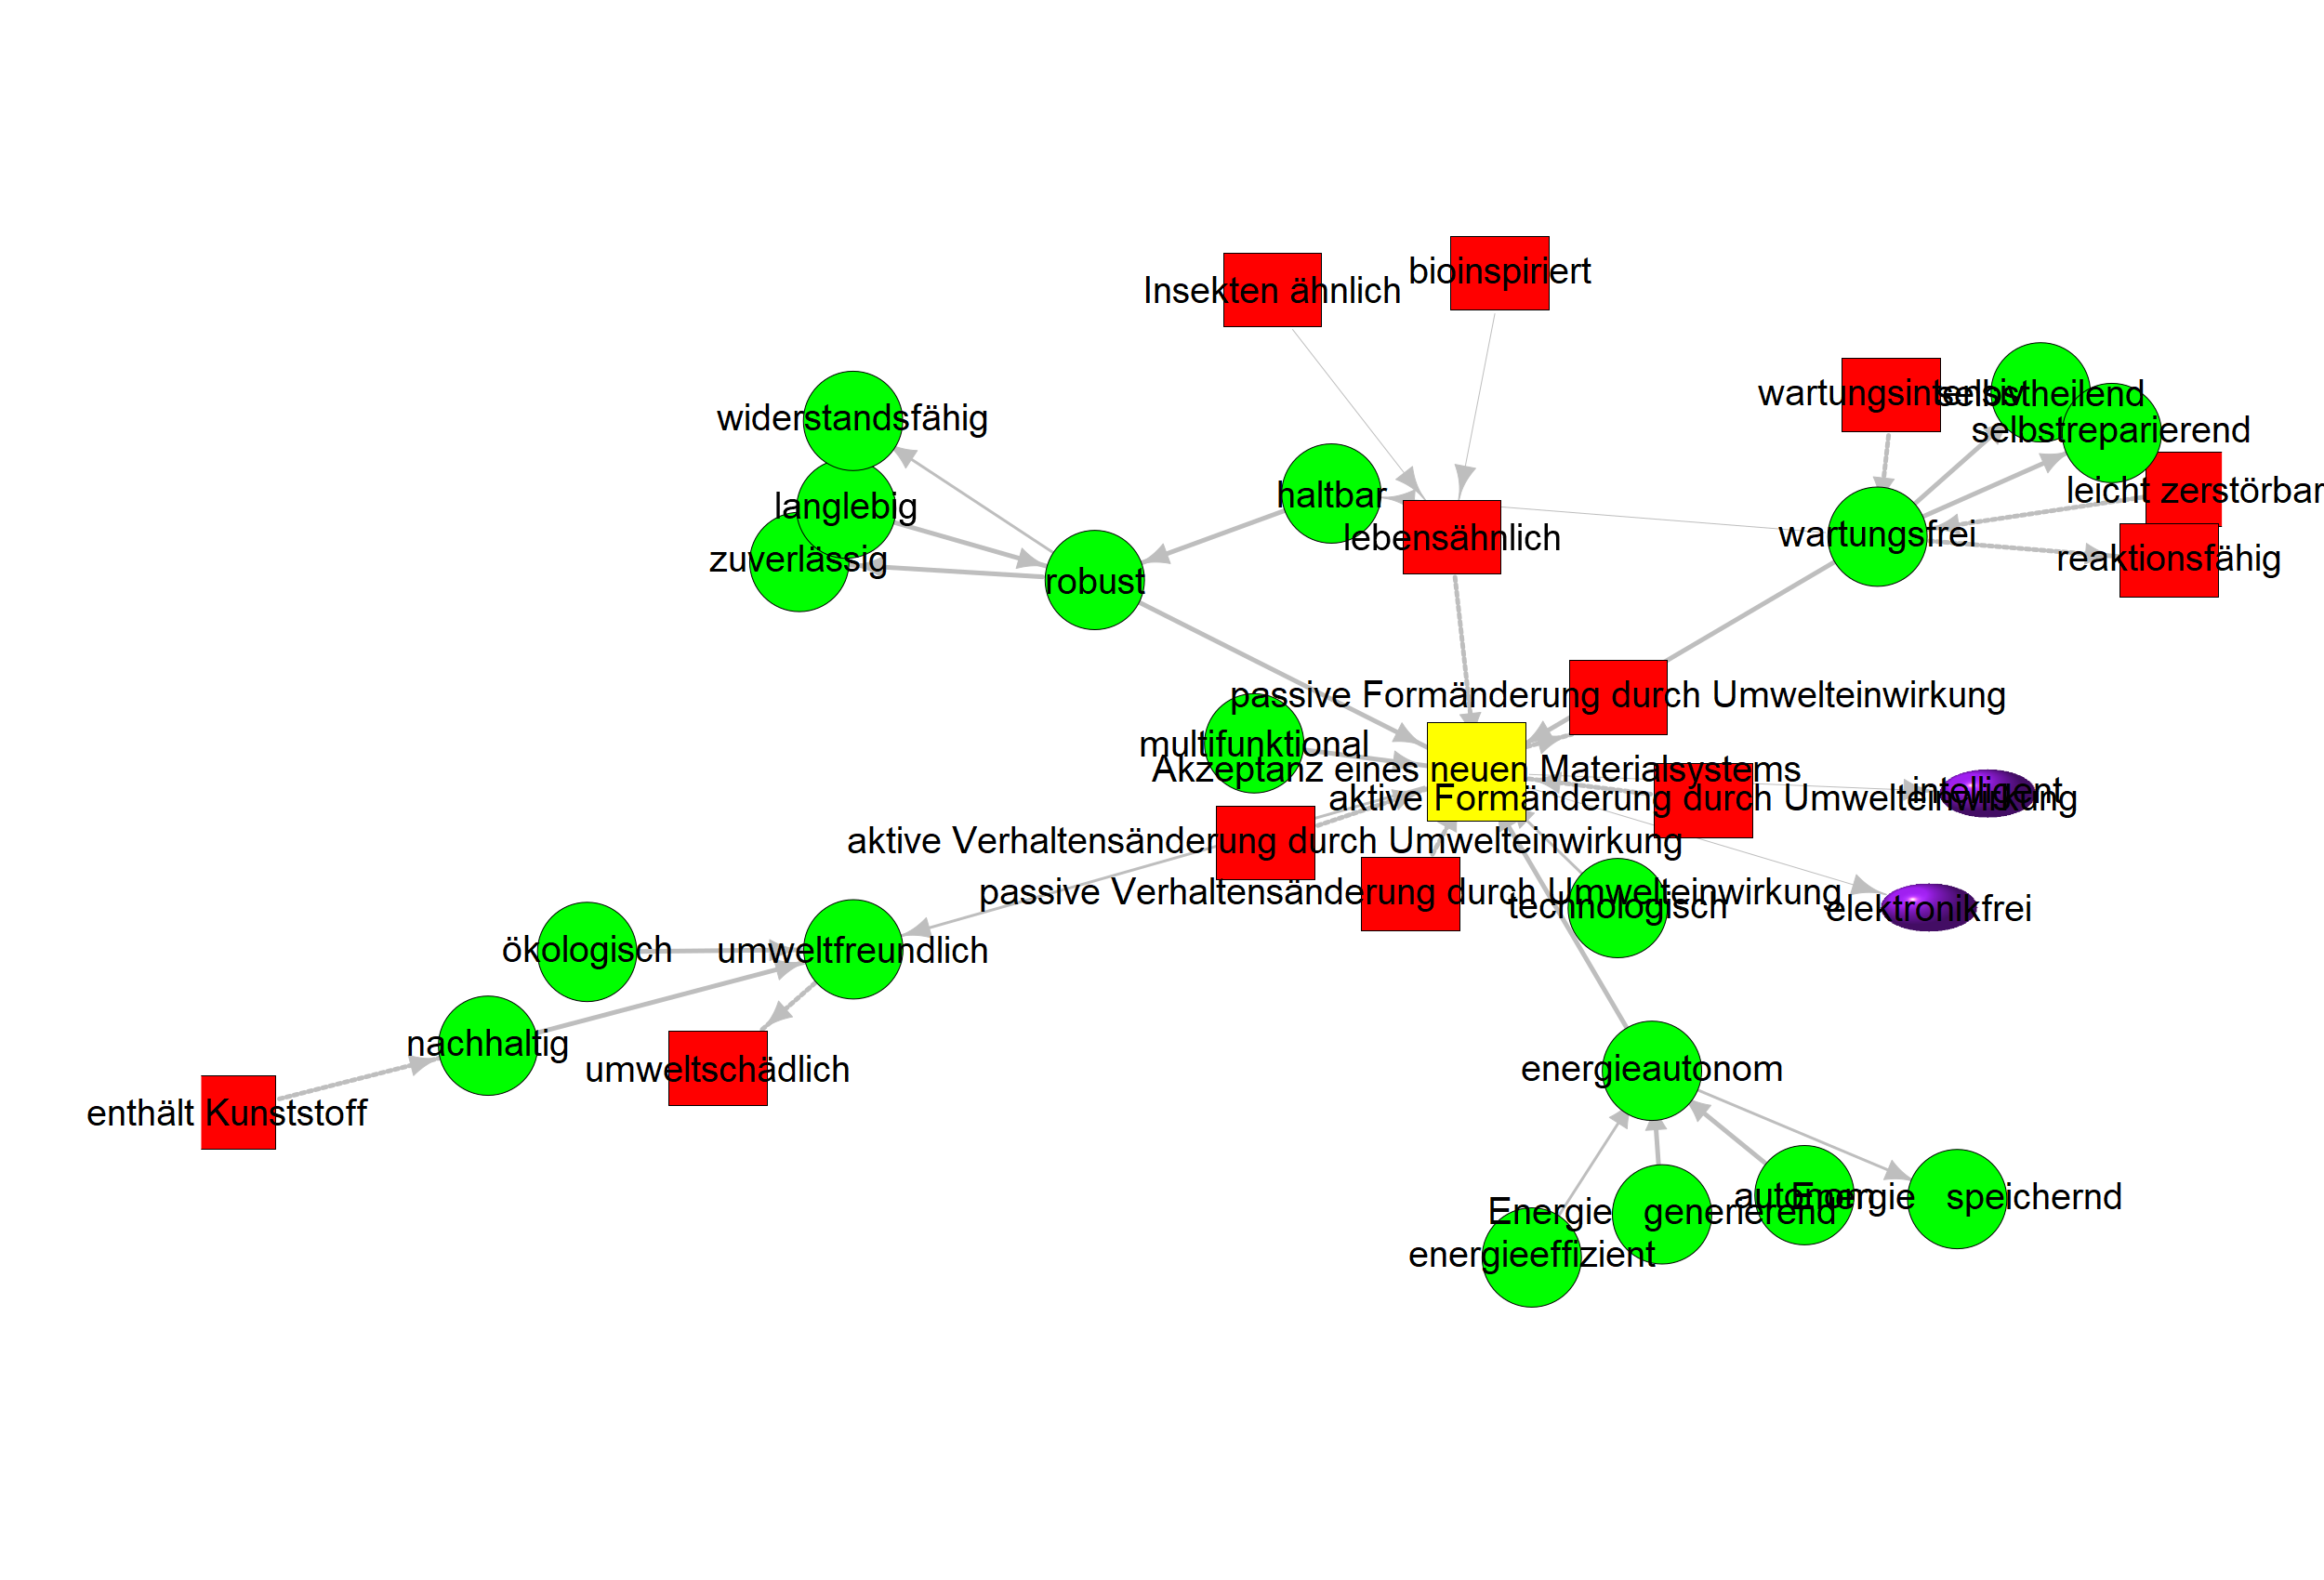 bioinspiriert
Insekten ähnlich
wartungsintensiv
selbstheilend
widerstandsfähig
selbstreparierend
haltbar
leicht zerstörbar
langlebig
wartungsfrei
lebensähnlich
zuverlässig
reaktionsfähig
robust
passive Formänderung durch Umwelteinwirkung
multifunktional
Akzeptanz eines neuen Materialsystems
intelligent
aktive Formänderung durch Umwelteinwirkung
aktive Verhaltensänderung durch Umwelteinwirkung
passive Verhaltensänderung durch Umwelteinwirkung
technologisch
elektronikfrei
ökologisch
umweltfreundlich
nachhaltig
umweltschädlich
energieautonom
enthält Kunststoff
autonom
Energie speichernd
Energie generierend
energieeffizient